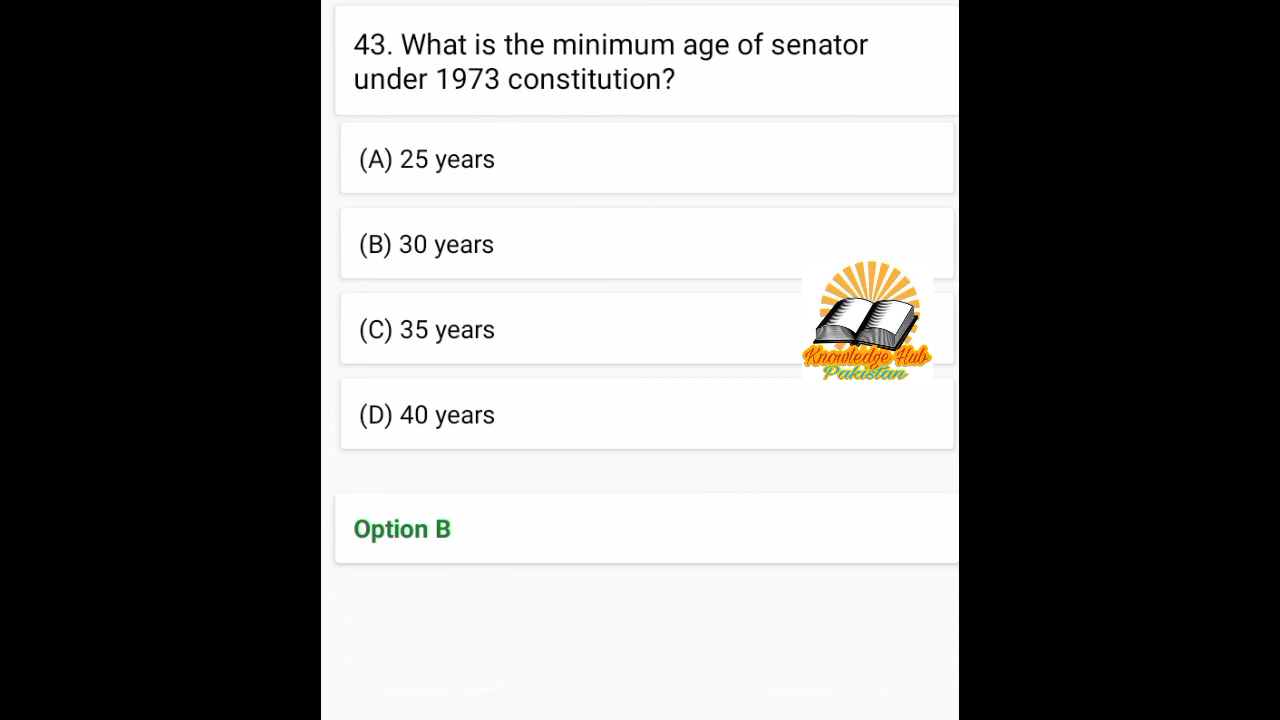 43. What is the minimum age of senator
under 1973 constitution?
(A) 25 years
(B) 30 years
(C) 35 years
(D) 40 years
Knowledge Hub
Pakistan
Option B